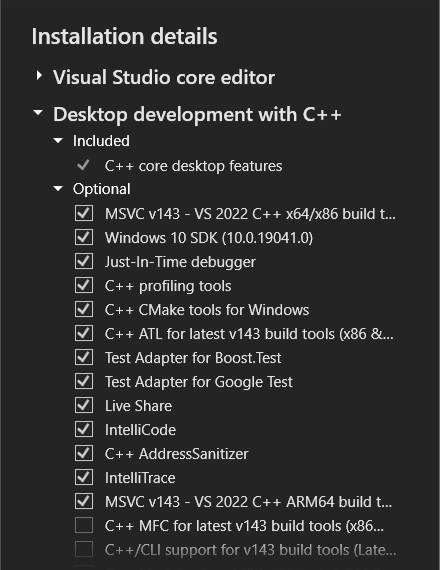 Installation details
Visual Studio core editor
Desktop development with C++
Included
C++ core desktop features
Optional
MSVC v143 - VS 2022 C++ x64/x86 build t...
Windows 10 SDK (10.0.19041.0)
Just-In-Time debugger
C++ profiling tools
C++ CMake tools for Windows
C++ ATL for latest v143 build tools (x86 &...
Test Adapter for Boost.Test
Test Adapter for Google Test
Live Share
IntelliCode
C++ AddressSanitizer
IntelliTrace
MSVC v143 - VS 2022 C++ ARM64 build t...
C++ MFC for latest v143 build tools (x86...
C++/CLI support for v143 build tools (Late...